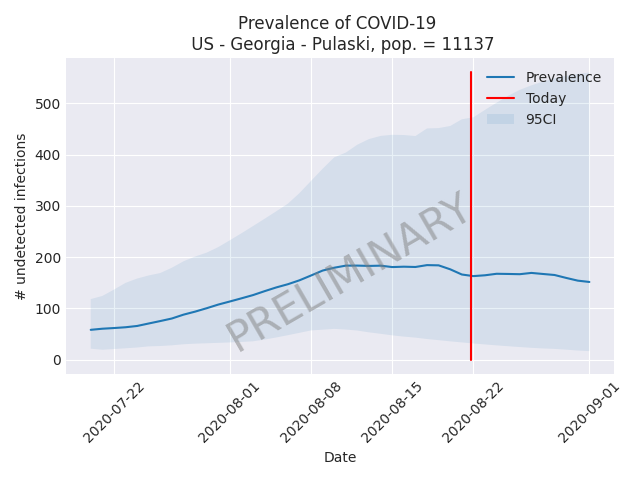 Prevalence of COVID-19
US - Georgia - Pulaski, pop. = 11137
Prevalence
Today
95CI
# undetected infections
500
400
300
200
100
0
PRELIMINARY
2020-07-22
2020-08-01
2020-08-08
2020-08-15
2020-08-22
2020-09-01
Date